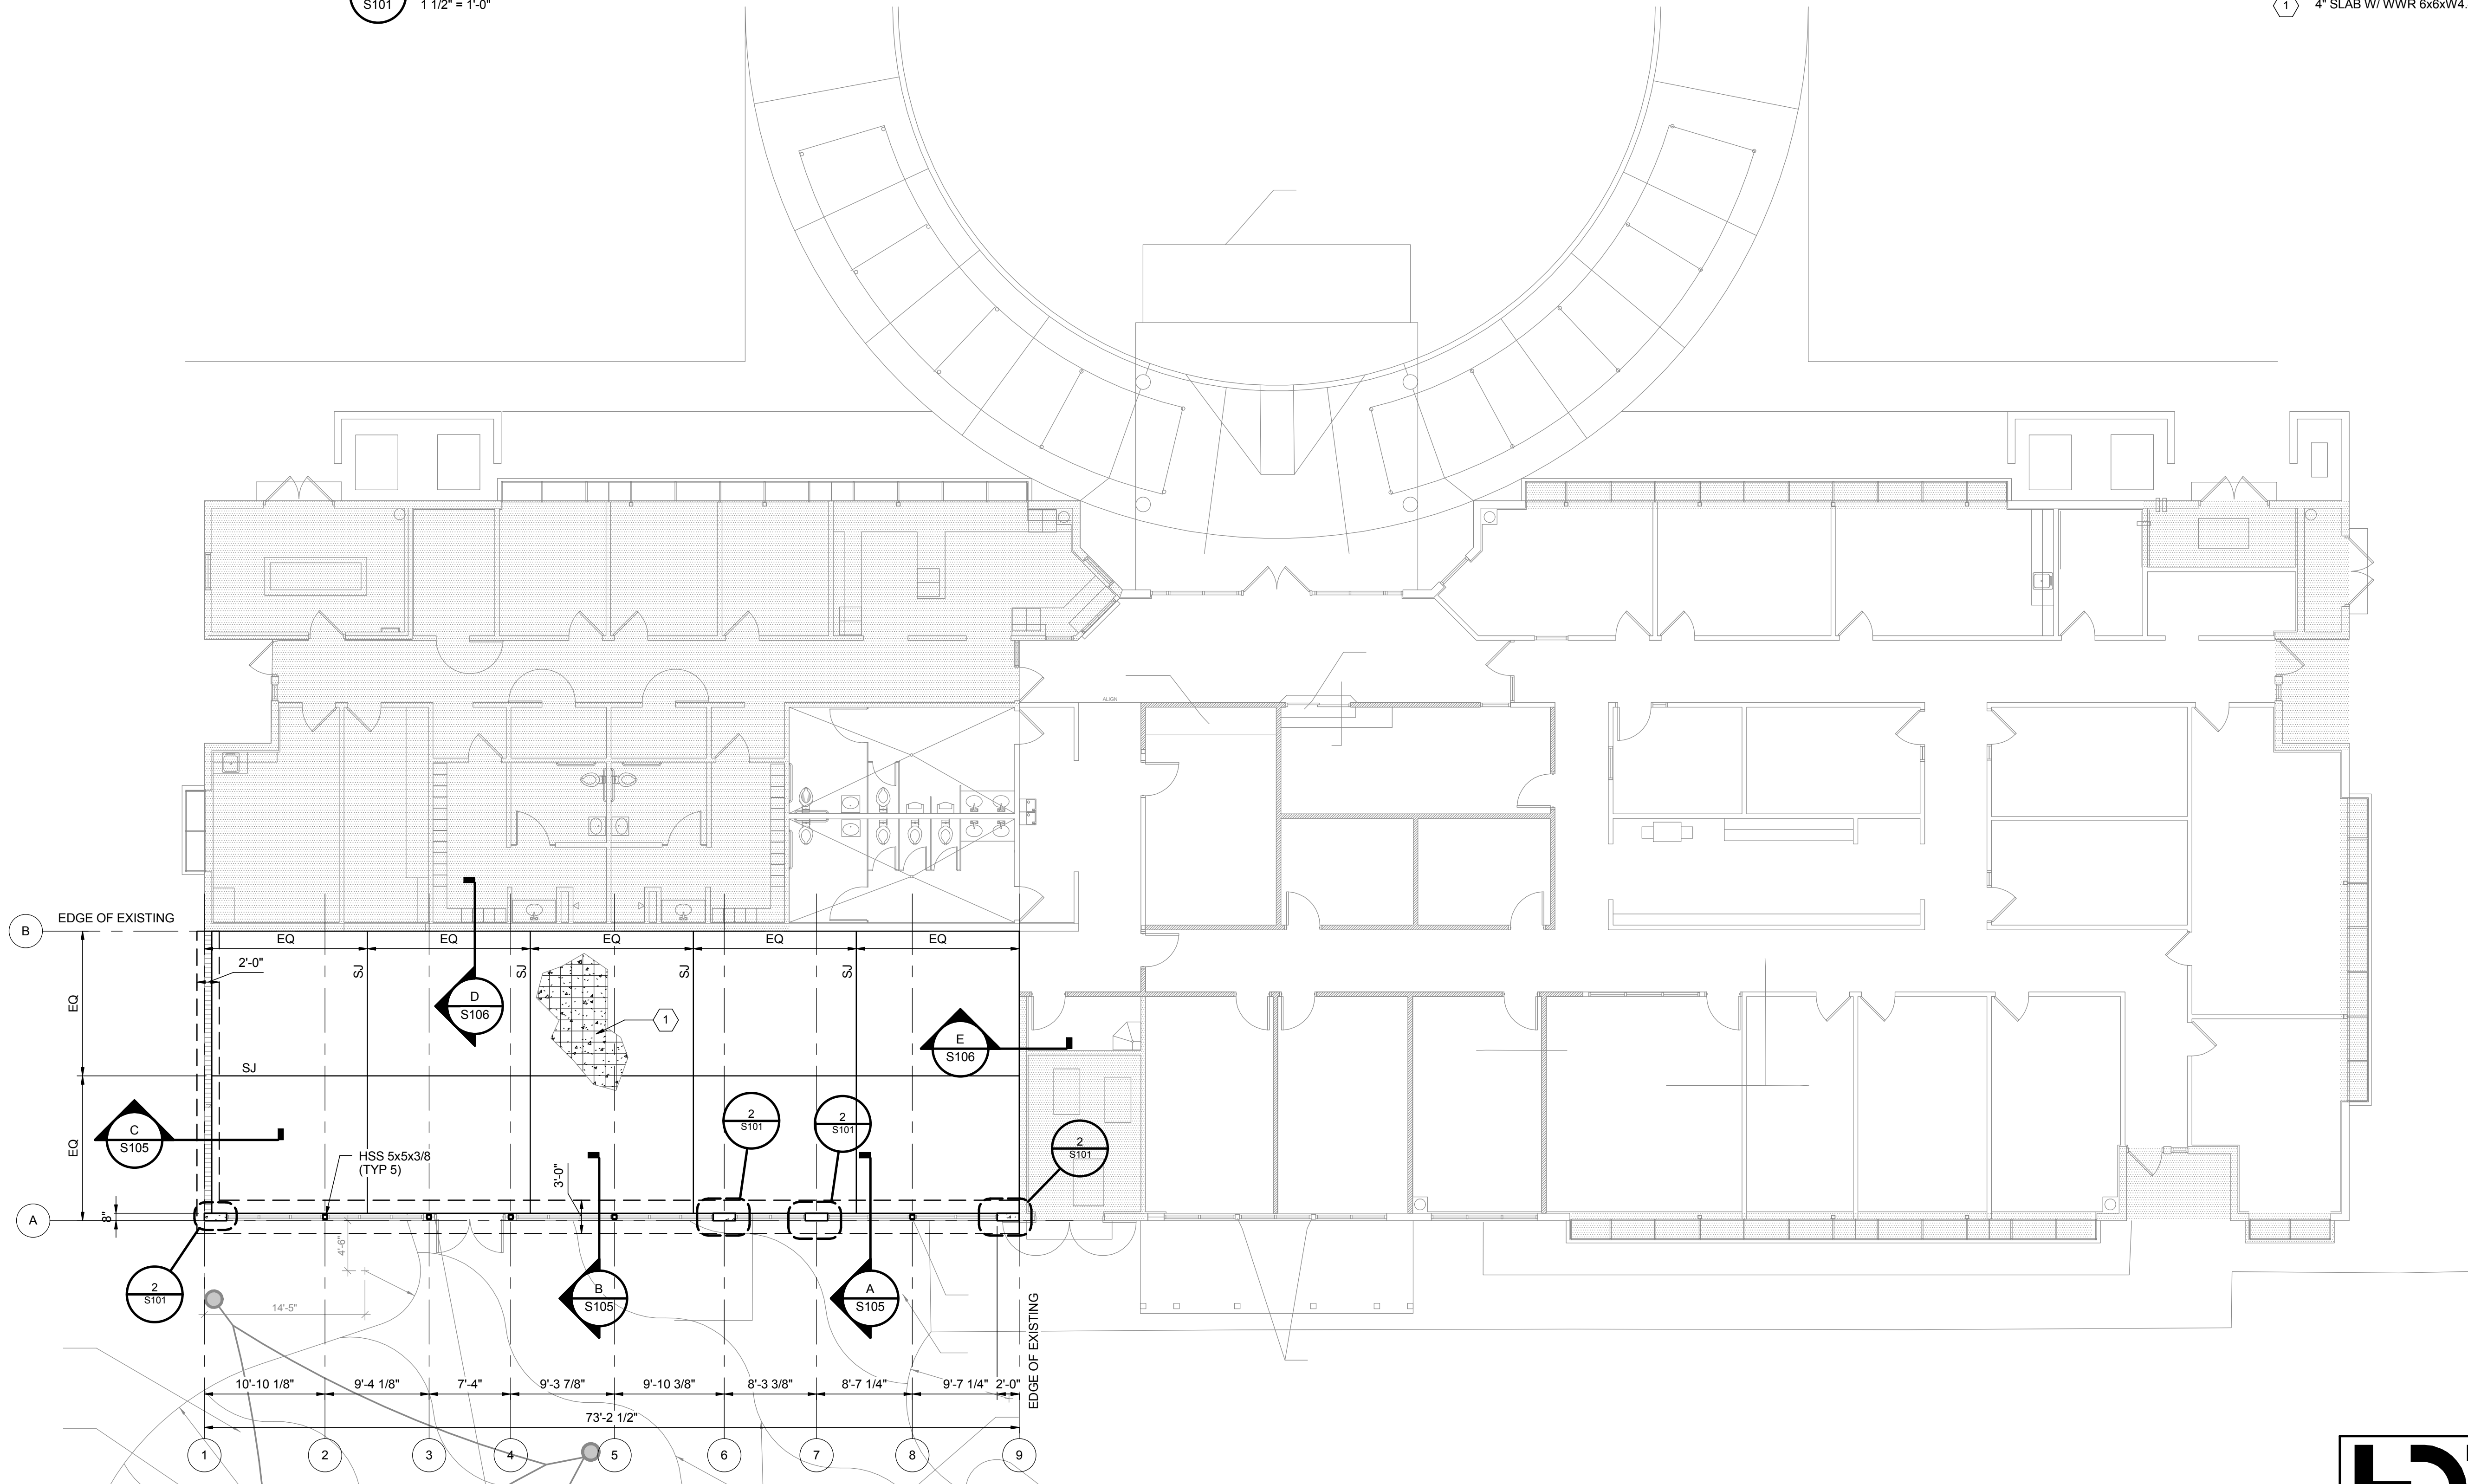 S101
1 1/2" = 1'-0"
1
4" SLAB W/ WWR 6x6xW4.
ALIGN
EDGE OF EXISTING
B
EQ
EQ
EQ
EQ
EQ
2'-0"
SJ
SJ
SJ
SJ
EQ
D
S106
1
E
S106
SJ
2
S101
2
S101
C
S105
2
S101
EQ
HSS 5x5x3/8
(TYP 5)
3'-0"
A
8"
4'-6"
2
S101
14'-5"
B
S105
A
S105
EDGE OF EXISTING
10'-10 1/8"
9'-4 1/8"
7'-4"
9'-3 7/8"
9'-10 3/8"
8'-3 3/8"
8'-7 1/4"
9'-7 1/4"
2'-0"
73'-2 1/2"
1
2
3
4
5
6
7
8
9